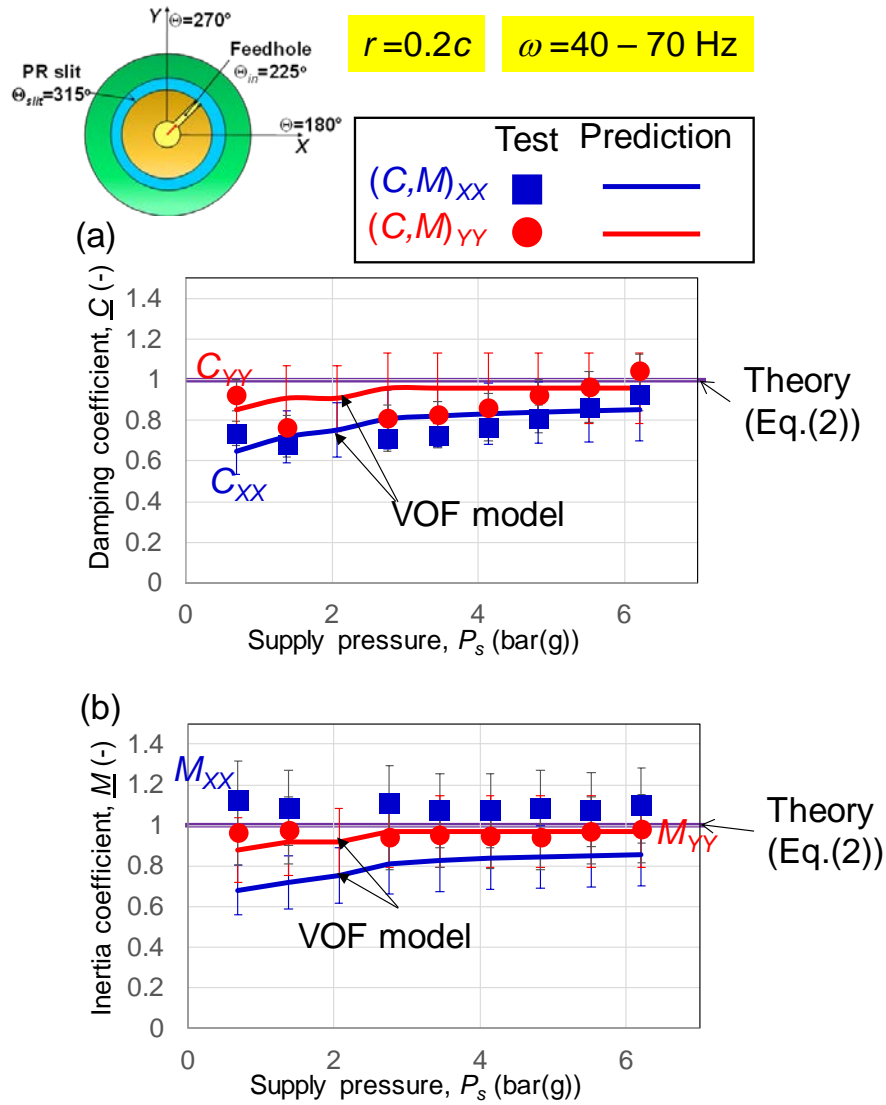 Y
Θ=270º
Feedhole
Θin=225º
PR slit
Θslit=315º
Θ=180º
X
r=0.2c
ω=40 – 70 Hz
Test Prediction
(C,M)XX
(C,M)YY
(a)
Damping coefficient, C (-)
1.4
1.2
1
0.8
0.6
0.4
0.2
0
CYY
CXX
VOF model
Theory
(Eq.(2))
0 2 4 6
Supply pressure, Ps (bar(g))
(b)
Inertia coefficient, M (-)
1.4
1.2
1
0.8
0.6
0.4
0.2
0
MXX
MYY
VOF model
Theory
(Eq.(2))
0 2 4 6
Supply pressure, Ps (bar(g))